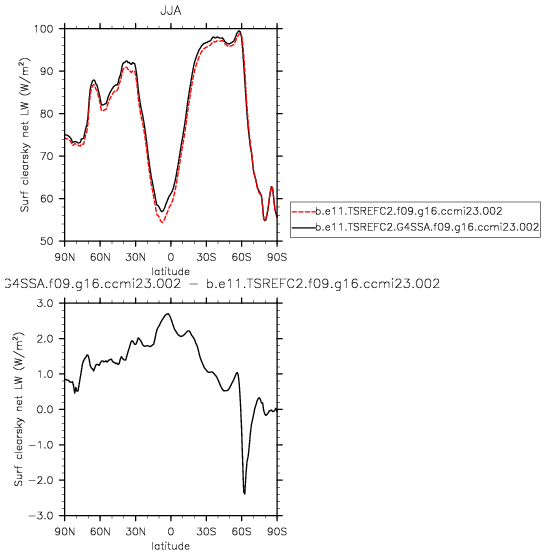 JJA
Surf clearsky net LW (W/m²)
100
90
80
70
60
50
90N 60N 30N 0 30S 60S 90S
latitude
b.e11.TSREFC2.f09.g16.ccmi23.002
b.e11.TSREFC2.G4SSA.f09.g16.ccmi23.002
G4SSA.f09.g16.ccmi23.002 − b.e11.TSREFC2.f09.g16.ccmi23.002
Surf clearsky net LW (W/m²)
3.0
2.0
1.0
0.0
−1.0
−2.0
−3.0
90N 60N 30N 0 30S 60S 90S
latitude